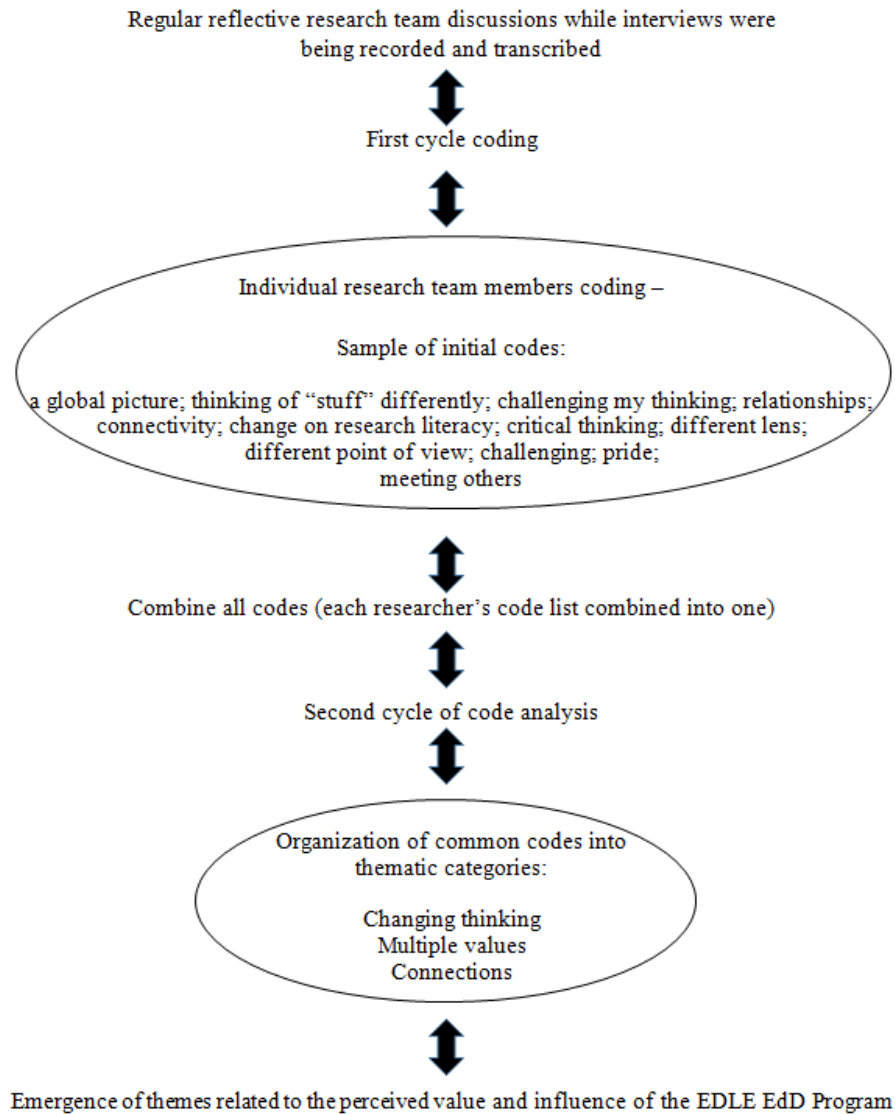 Regular reflective research team discussions while interviews were
being recorded and transcribed
First cycle coding
Individual research team members coding –
Sample of initial codes:
a global picture; thinking of “stuff” differently; challenging my thinking; relationships;
connectivity; change on research literacy; critical thinking; different lens;
different point of view; challenging; pride;
meeting others
Combine all codes (each researcher’s code list combined into one)
Second cycle of code analysis
Organization of common codes into
thematic categories:
Changing thinking
Multiple values
Connections
Emergence of themes related to the perceived value and influence of the EDLE EdD Program